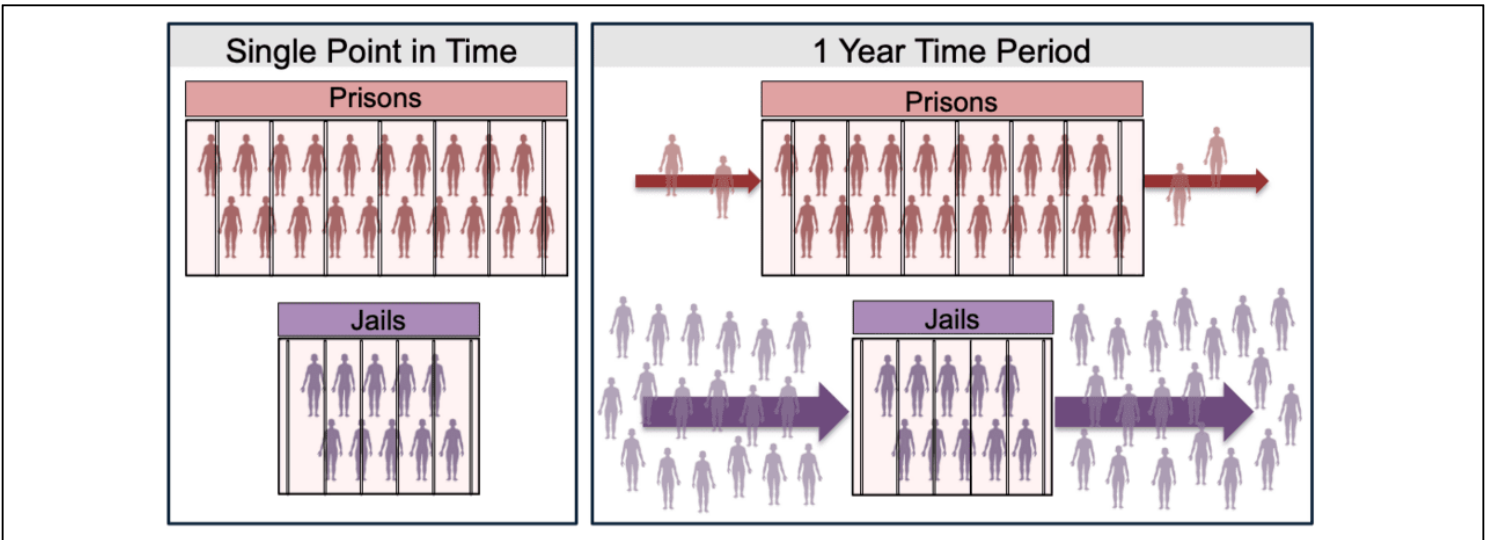 Single Point in Time
Prisons
Jails
1 Year Time Period
Prisons
Jails